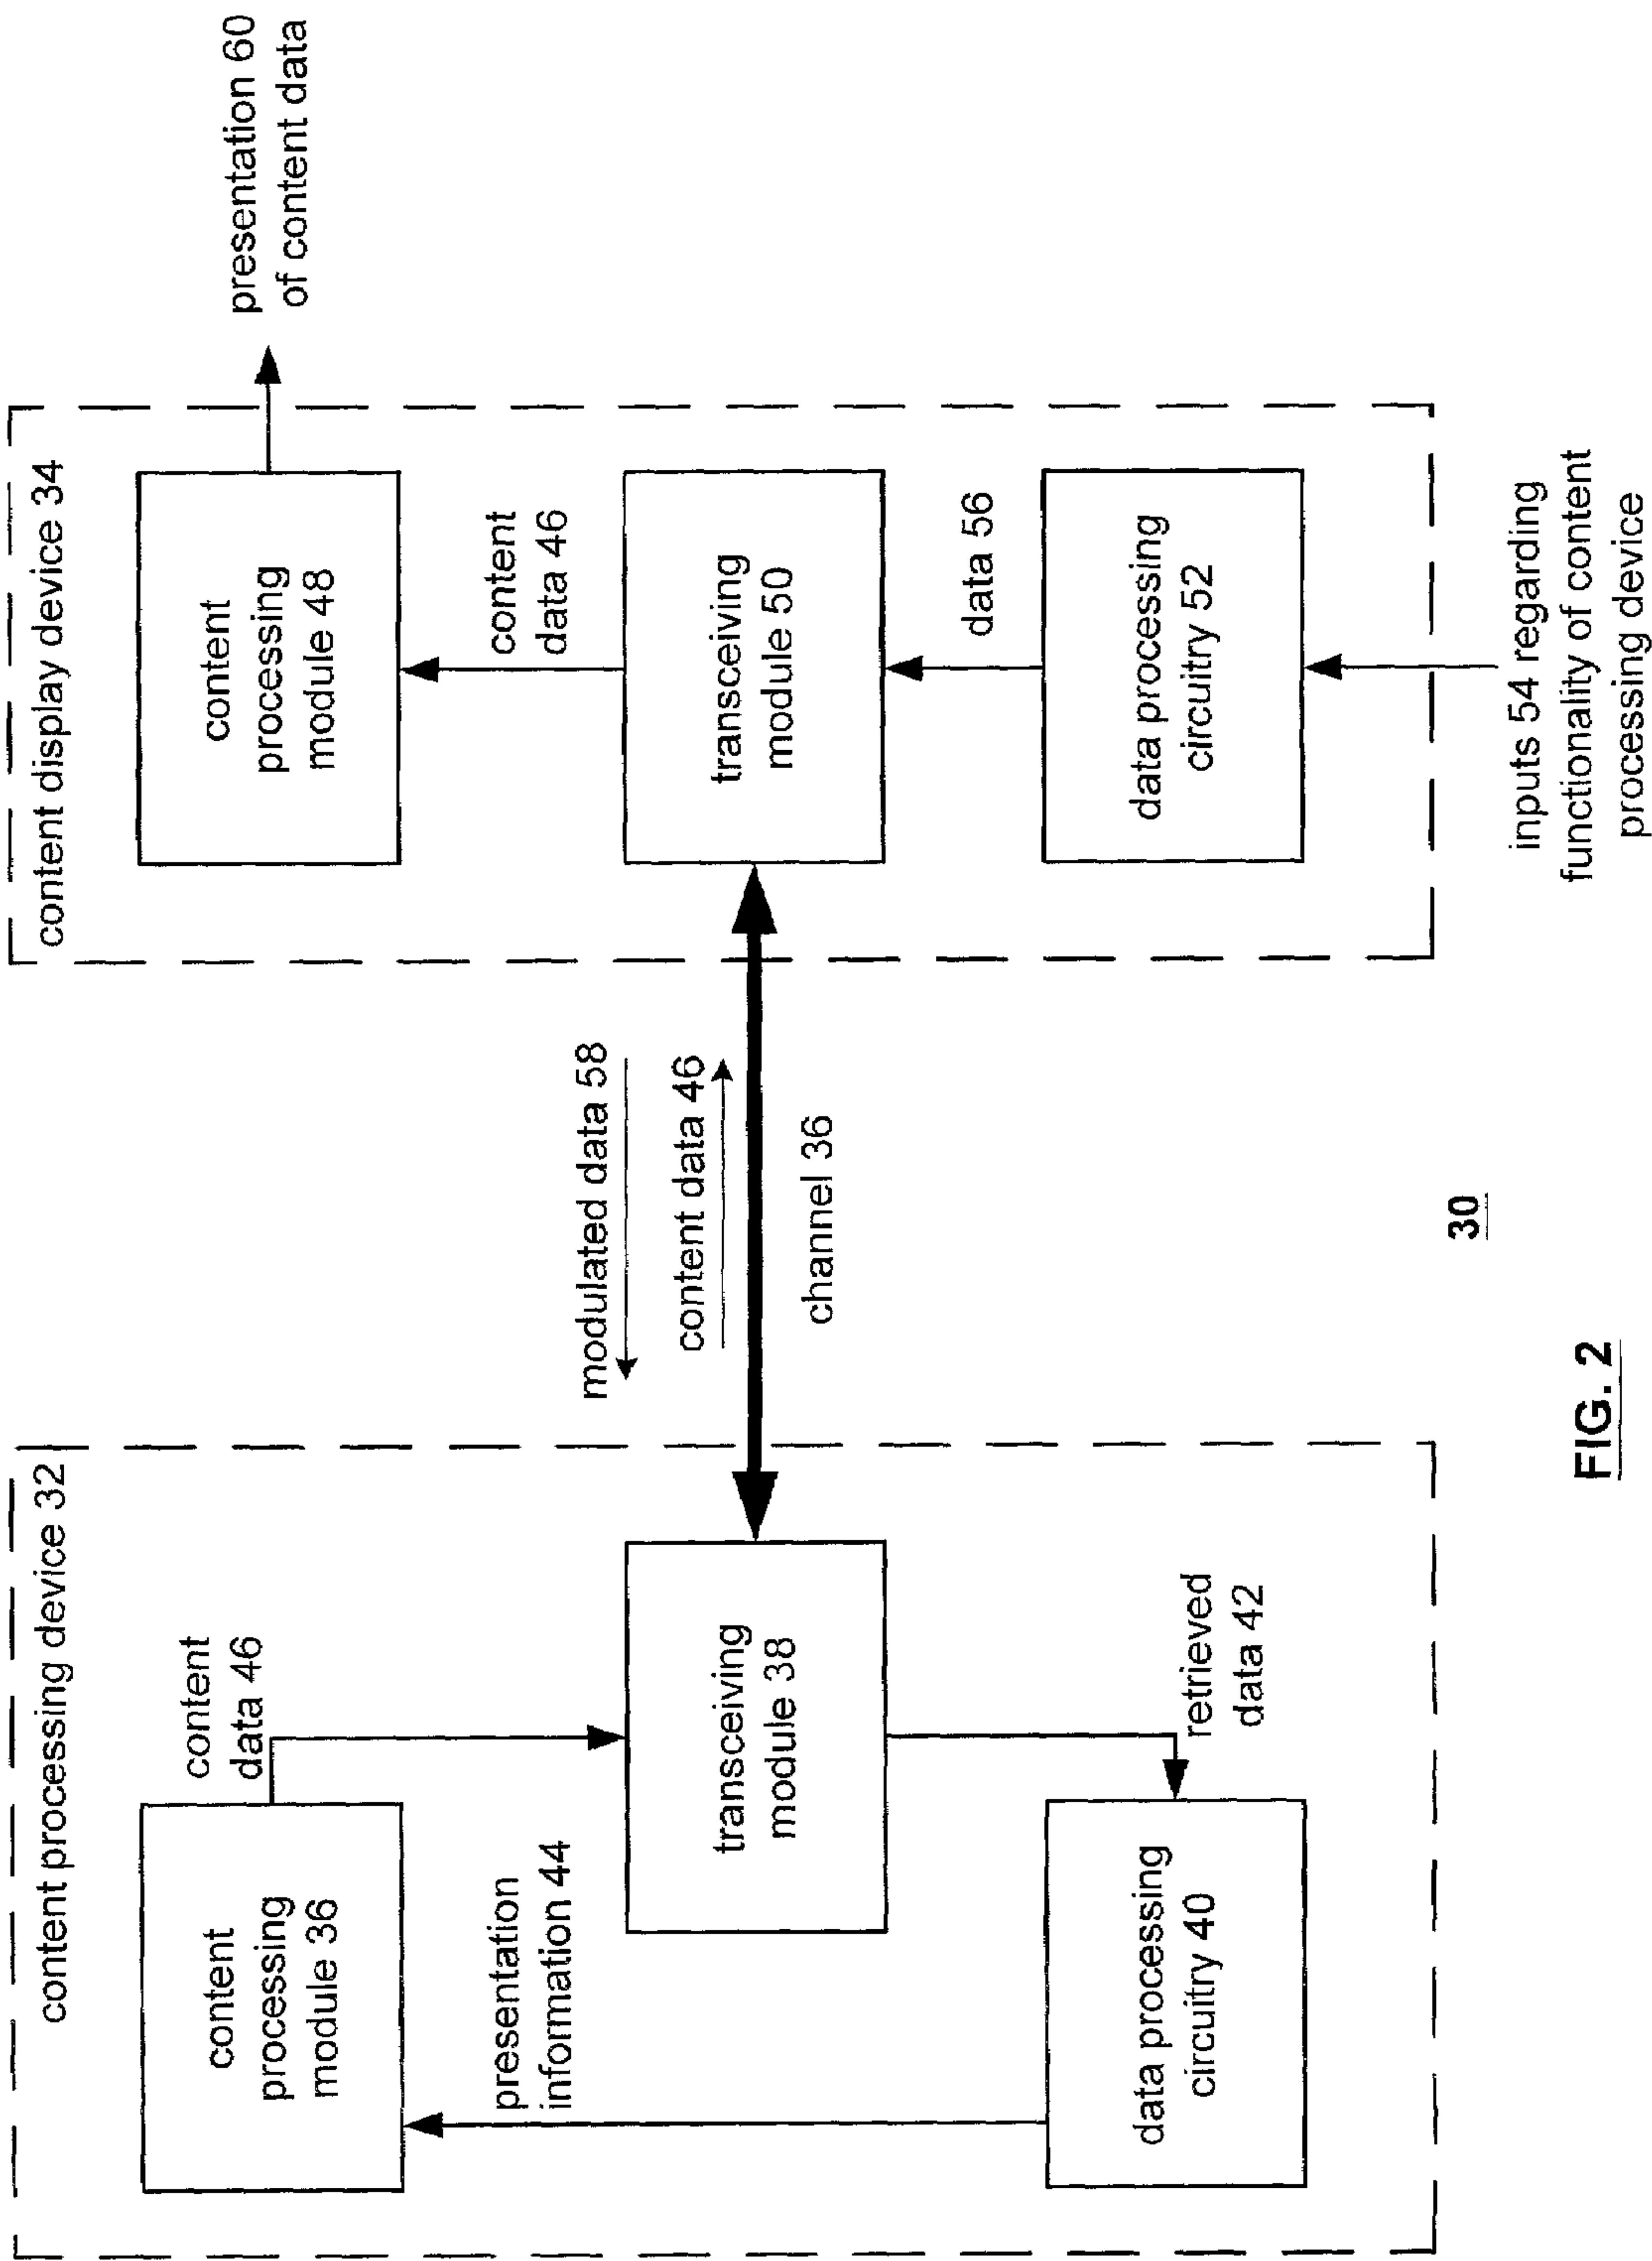 content processing device 32
content
processing
module 36
content
data 46
presentation
information 44
transceiving
module 38
data processing
circuitry 40
retrieved
data 42
modulated data 58
content data 46
channel 36
content display device 34
content
processing
module 48
presentation 60
of content data
content
data 46
transceiving
module 50
data 56
data processing
circuitry 52
inputs 54 regarding
functionality of content
processing device
30
FIG. 2